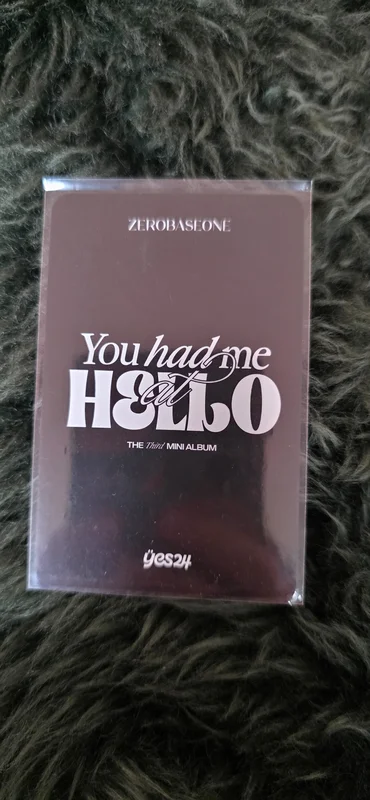 ZEROBASEONE
You had me
at
HELLO
THE Third MINI ALBUM
yes24